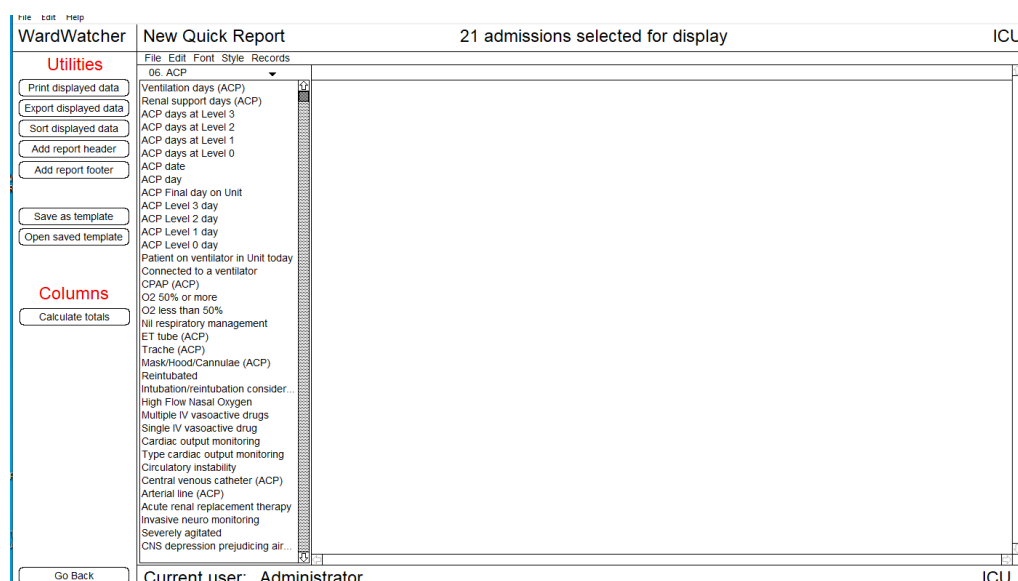 File Edit Help
WardWatcher
New Quick Report
21 admissions selected for display
ICU
Utilities
Print displayed data
Export displayed data
Sort displayed data
Add report header
Add report footer
Save as template
Open saved template
Columns
Calculate totals
Go Back
File Edit Font Style Records
06. ACP
Ventilation days (ACP)
Renal support days (ACP)
ACP days at Level 3
ACP days at Level 2
ACP days at Level 1
ACP days at Level 0
ACP date
ACP day
ACP Final day on Unit
ACP Level 3 day
ACP Level 2 day
ACP Level 1 day
ACP Level 0 day
Patient on ventilator in Unit today
Connected to a ventilator
CPAP (ACP)
O2 50% or more
O2 less than 50%
Nil respiratory management
ET tube (ACP)
Trache (ACP)
Mask/Hood/Cannulae (ACP)
Reintubated
Intubation/reintubation consider...
High Flow Nasal Oxygen
Multiple IV vasoactive drugs
Single IV vasoactive drug
Cardiac output monitoring
Type cardiac output monitoring
Circulatory instability
Central venous catheter (ACP)
Arterial line (ACP)
Acute renal replacement therapy
Invasive neuro monitoring
Severely agitated
CNS depression prejudicing air...
Current user: Administrator
ICU